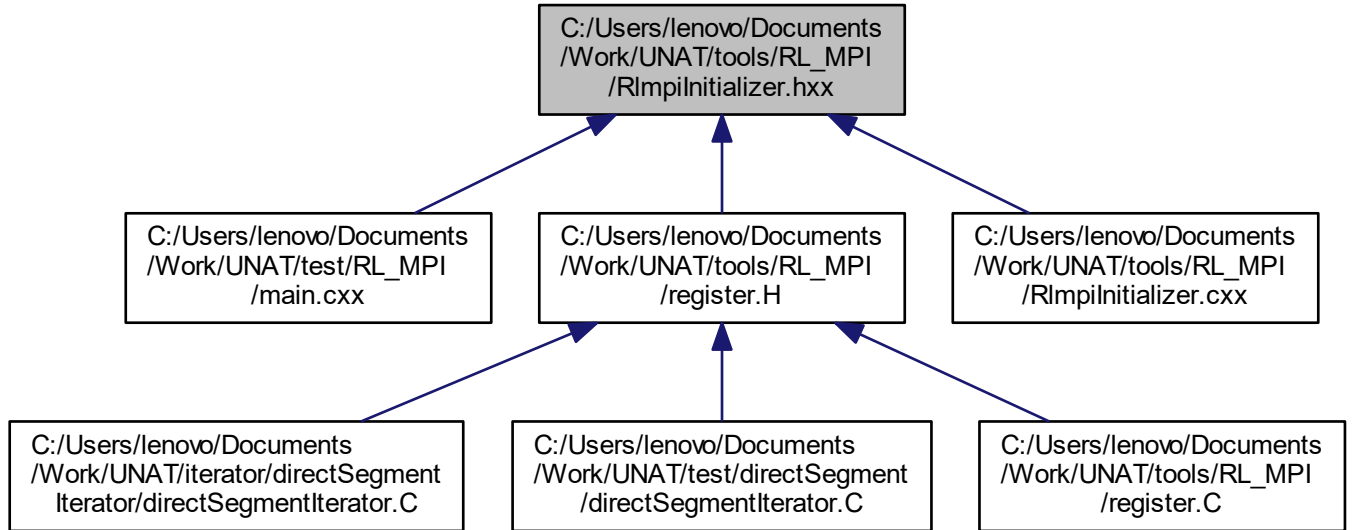 C:/Users/lenovo/Documents
/Work/UNAT/tools/RL_MPI
/RlmpiInitializer.hxx
C:/Users/lenovo/Documents
/Work/UNAT/test/RL_MPI
/main.cxx
C:/Users/lenovo/Documents
/Work/UNAT/tools/RL_MPI
/register.H
C:/Users/lenovo/Documents
/Work/UNAT/tools/RL_MPI
/RlmpiInitializer.cxx
C:/Users/lenovo/Documents
/Work/UNAT/iterator/directSegment
Iterator/directSegmentIterator.C
C:/Users/lenovo/Documents
/Work/UNAT/test/directSegment
/directSegmentIterator.C
C:/Users/lenovo/Documents
/Work/UNAT/tools/RL_MPI
/register.C